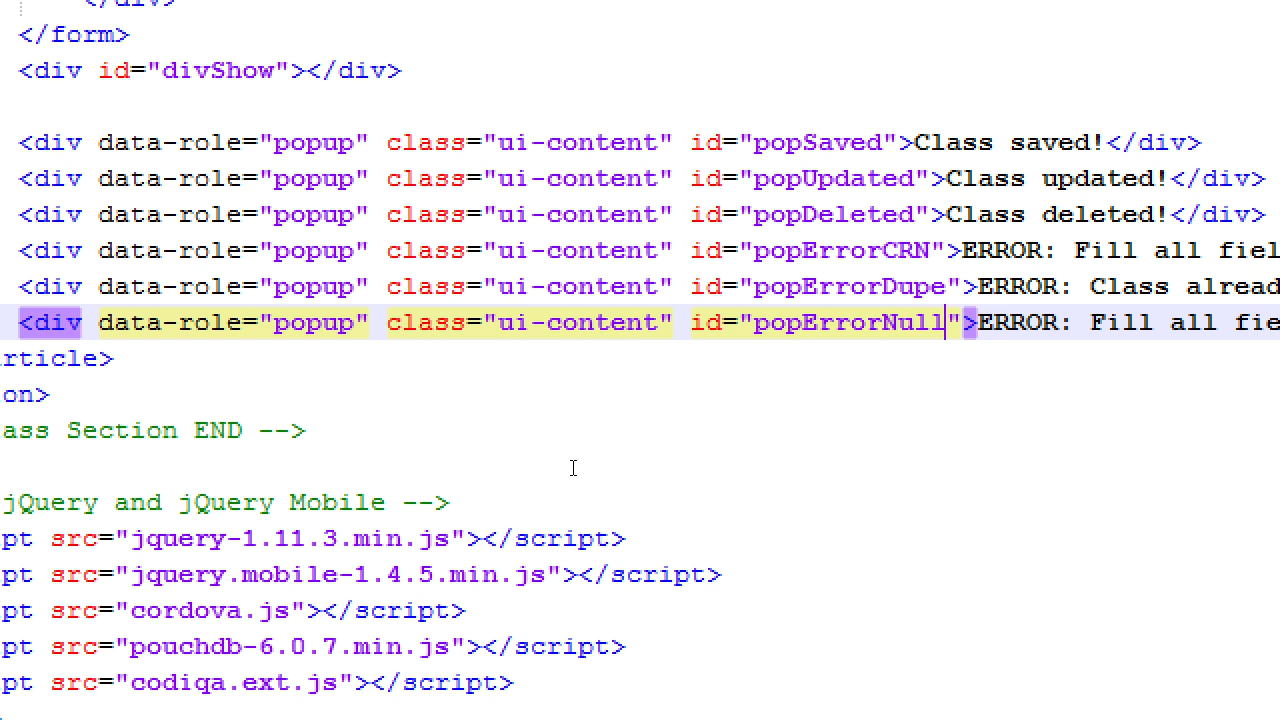 </div>
</form>
<div id="divShow"></div>
<div data-role="popup" class="ui-content" id="popSaved">Class saved!</div>
<div data-role="popup" class="ui-content" id="popUpdated">Class updated!</div>
<div data-role="popup" class="ui-content" id="popDeleted">Class deleted!</div>
<div data-role="popup" class="ui-content" id="popErrorCRN">ERROR: Fill all fiel
<div data-role="popup" class="ui-content" id="popErrorDupe">ERROR: Class alread
<div data-role="popup" class="ui-content" id="popErrorNull">ERROR: Fill all fie
rticle>
on>
ass Section END -->
jQuery and jQuery Mobile -->
pt src="jquery-1.11.3.min.js"></script>
pt src="jquery.mobile-1.4.5.min.js"></script>
pt src="cordova.js"></script>
pt src="pouchdb-6.0.7.min.js"></script>
pt src="codiqa.ext.js"></script>